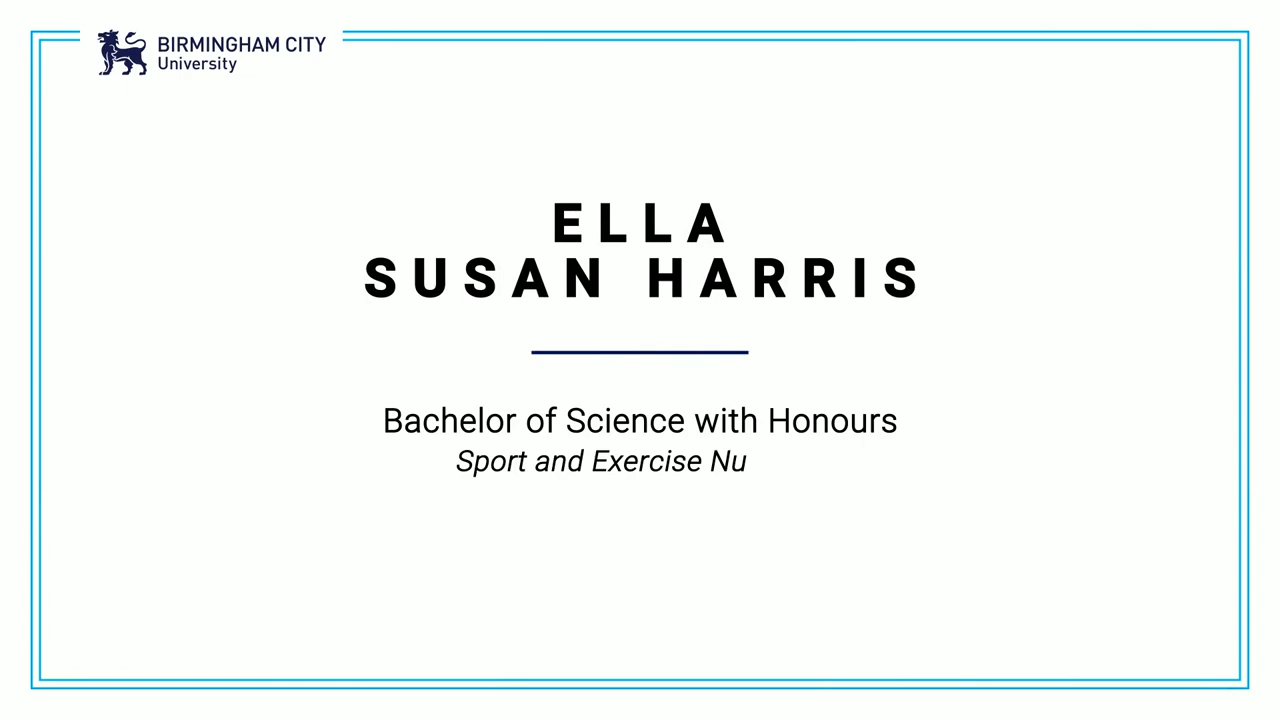 BIRMINGHAM CITY
University
ELLA
SUSAN HARRIS
Bachelor of Science with Honours
Sport and Exercise Nu